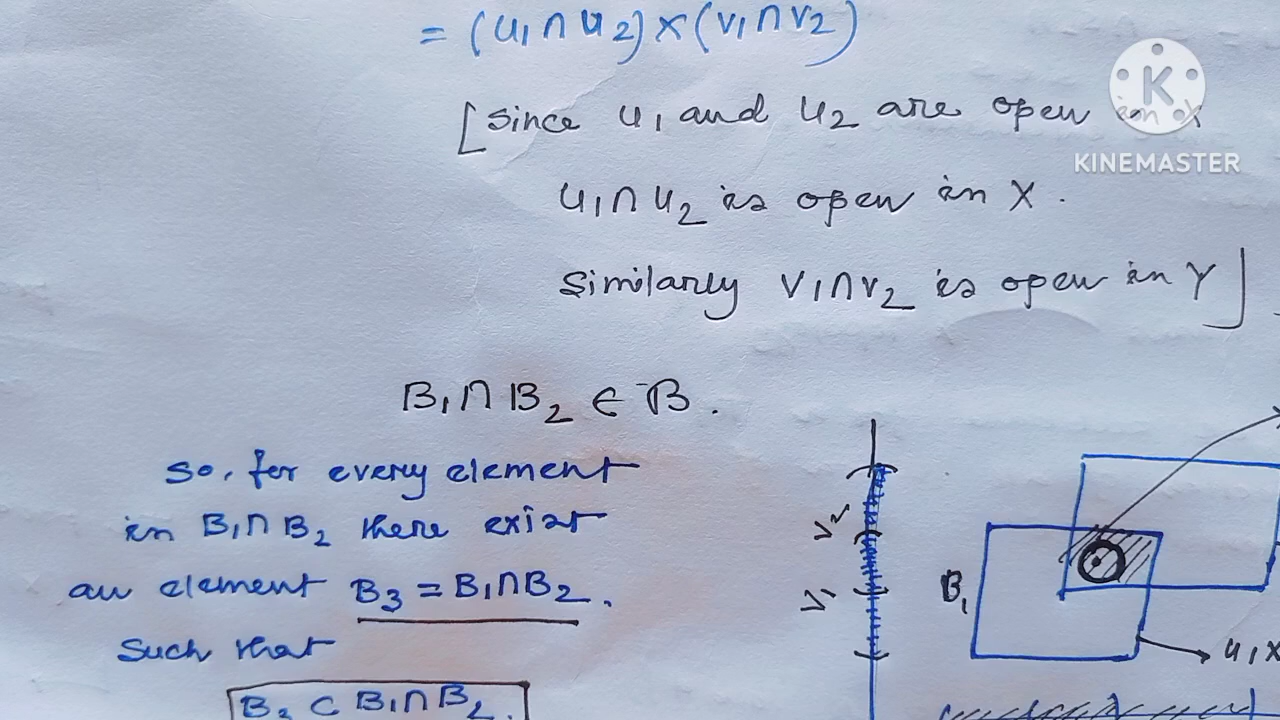 = (u₁∩u₂)×(v₁∩v₂)
[since u₁ and u₂ are open in X
K
KINEMASTER
u₁∩u₂ is open in X.
Similarly v₁∩v₂ is open in Y]
B₁∩B₂ ∈ B.
So, for every element
in B₁∩B₂ there exist
an element B₃ = B₁∩B₂.
Such that
B₃ ⊂ B₁∩B₂.
V₂
V₁
B₁
u₁×